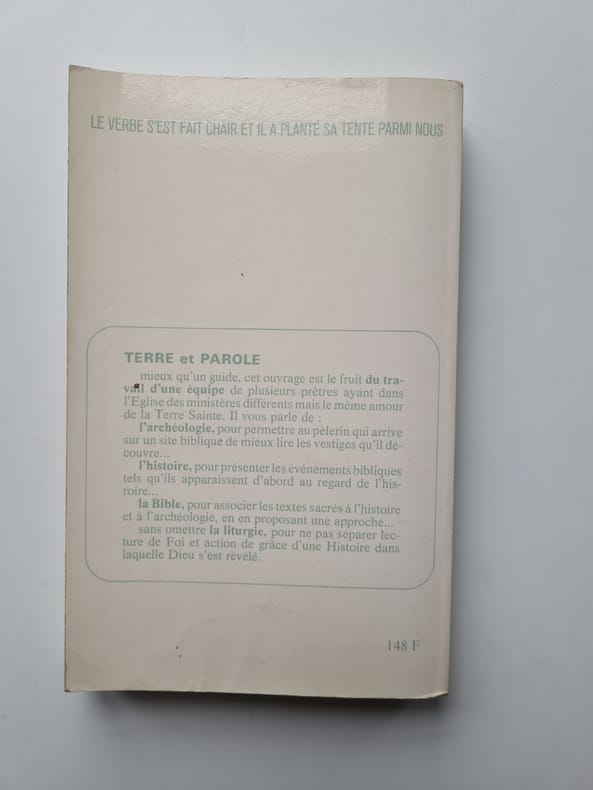 LE VERBE S'EST FAIT CHAIR ET IL A PLANTÉ SA TENTE PARMI NOUS
TERRE et PAROLE
mieux qu'un guide, cet ouvrage est le fruit du tra-
vail d'une équipe de plusieurs prêtres ayant dans
l'Eglise des ministères différents mais le même amour
de la Terre Sainte. Il vous parle de :
l'archéologie, pour permettre au pèlerin qui arrive
sur un site biblique de mieux lire les vestiges qu'il dé-
couvre...
l'histoire, pour présenter les événements bibliques
tels qu'ils apparaissent d'abord au regard de l'his-
roire...
la Bible, pour associer les textes sacrés à l'histoire
et à l'archéologie, en en proposant une approche...
sans omettre la liturgie, pour ne pas séparer lec-
ture de Foi et action de grâce d'une Histoire dans
laquelle Dieu s'est révélé.
148 F